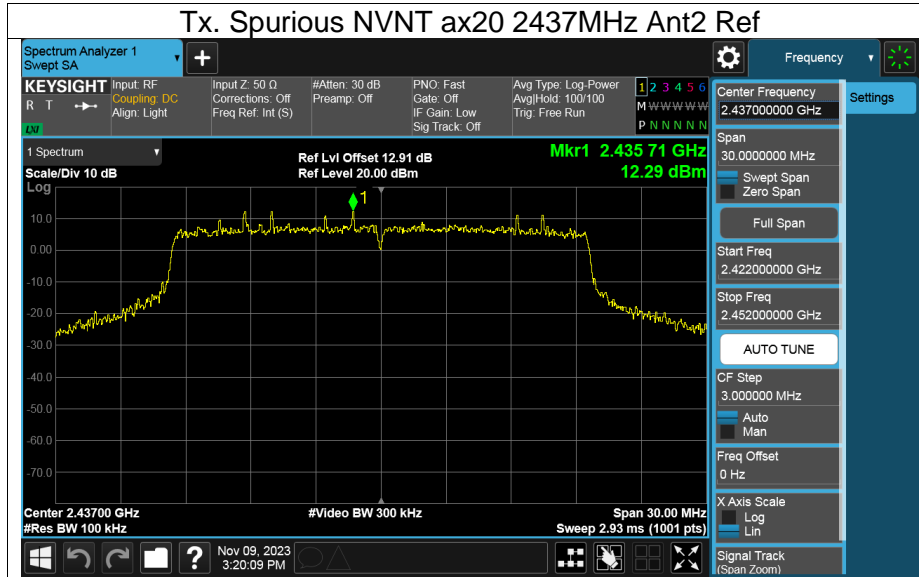 Tx. Spurious NVNT ax20 2437MHz Ant2 Ref
Spectrum Analyzer 1
Swept SA
+
Frequency
KEYSIGHT
R T
LXI
Input: RF
Coupling: DC
Align: Light
Input Z: 50 Ω
Corrections: Off
Freq Ref: Int (S)
#Atten: 30 dB
Preamp: Off
PNO: Fast
Gate: Off
IF Gain: Low
Sig Track: Off
Avg Type: Log-Power
Avg|Hold: 100/100
Trig: Free Run
1 2 3 4 5 6
M W W W W W
P N N N N N
Center Frequency
2.437000000 GHz
Settings
1 Spectrum
Scale/Div 10 dB
Log
Ref Lvl Offset 12.91 dB
Ref Level 20.00 dBm
Mkr1 2.435 71 GHz
12.29 dBm
1
10.0
0.00
-10.0
-20.0
-30.0
-40.0
-50.0
-60.0
-70.0
Center 2.43700 GHz
#Res BW 100 kHz
#Video BW 300 kHz
Span 30.00 MHz
Sweep 2.93 ms (1001 pts)
Span
30.0000000 MHz
Swept Span
Zero Span
Full Span
Start Freq
2.422000000 GHz
Stop Freq
2.452000000 GHz
AUTO TUNE
CF Step
3.000000 MHz
Auto
Man
Freq Offset
0 Hz
X Axis Scale
Log
Lin
Signal Track
(Span Zoom)
?
Nov 09, 2023
3:20:09 PM